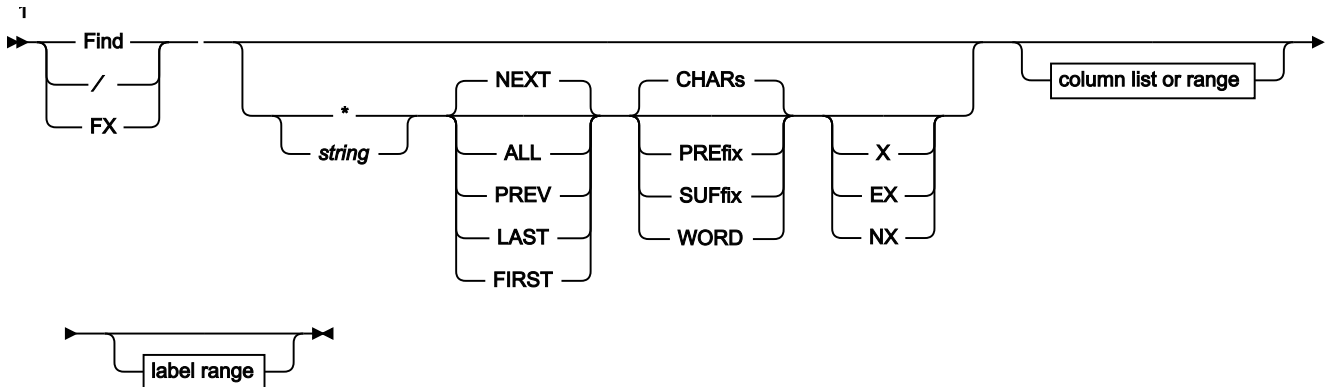 Find
/
FX
*
string
NEXT
ALL
PREV
LAST
FIRST
CHARs
PREfix
SUFfix
WORD
X
EX
NX
column list or range
label range